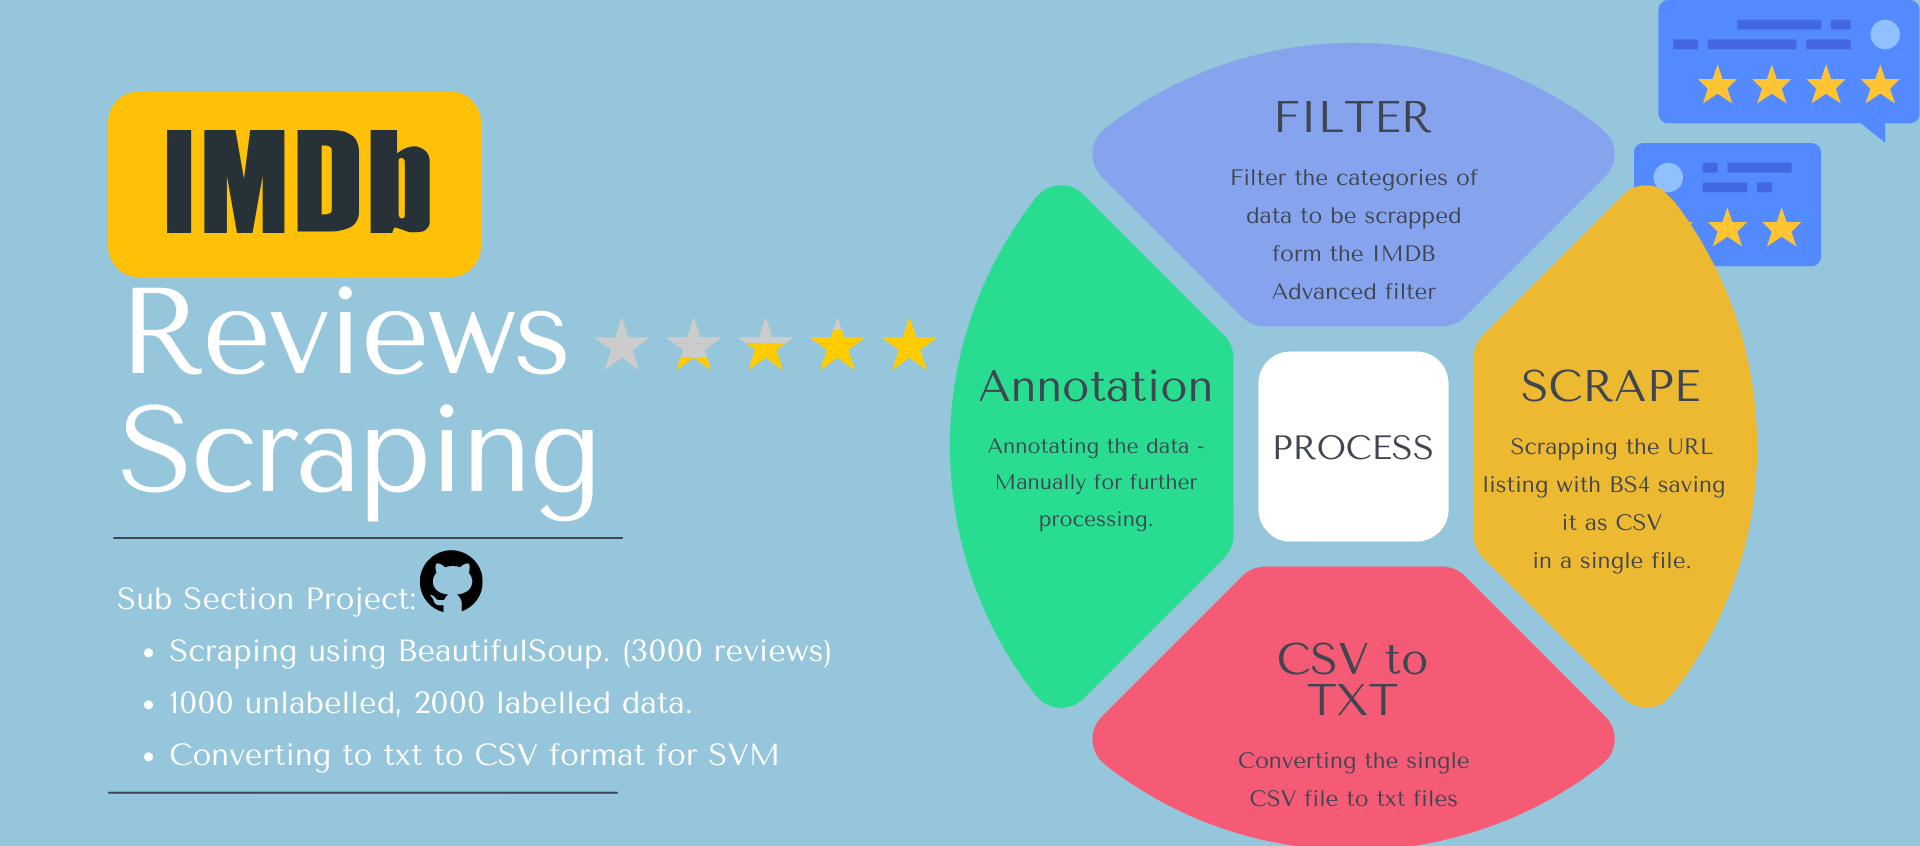 IMDb
Reviews
Scraping
Sub Section Project:
• Scraping using BeautifulSoup. (3000 reviews)
• 1000 unlabelled, 2000 labelled data.
• Converting to txt to CSV format for SVM
FILTER
Filter the categories of
data to be scrapped
form the IMDB
Advanced filter
SCRAPE
Scrapping the URL
listing with BS4 saving
it as CSV
in a single file.
CSV to
TXT
Converting the single
CSV file to txt files
Annotation
Annotating the data -
Manually for further
processing.
PROCESS